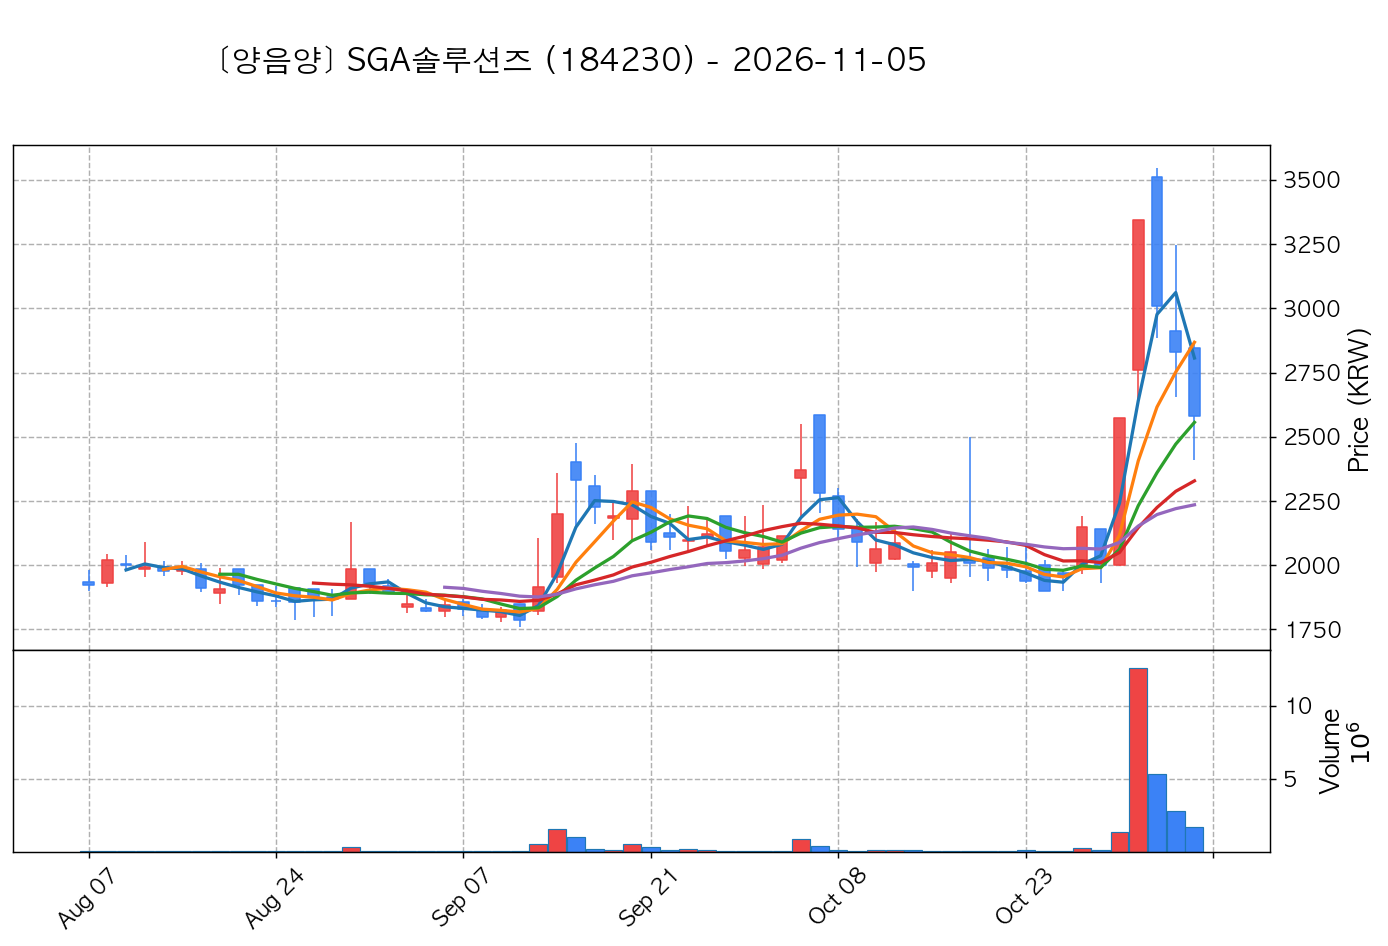 〔양음양〕 SGA솔루션즈 (184230) - 2026-11-05
3500
3250
3000
2750
2500
2250
2000
1750
Price (KRW)
10
5
Volume
10⁶
Aug 07
Aug 24
Sep 07
Sep 21
Oct 08
Oct 23